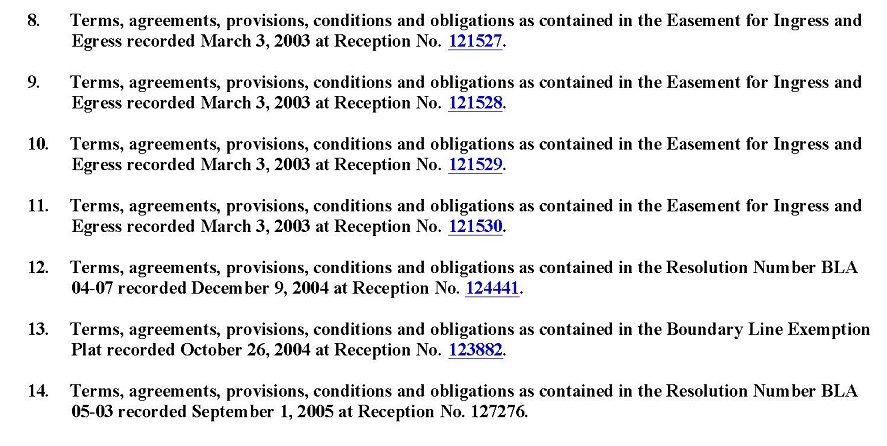 8. Terms, agreements, provisions, conditions and obligations as contained in the Easement for Ingress and
Egress recorded March 3, 2003 at Reception No. 121527.
9. Terms, agreements, provisions, conditions and obligations as contained in the Easement for Ingress and
Egress recorded March 3, 2003 at Reception No. 121528.
10. Terms, agreements, provisions, conditions and obligations as contained in the Easement for Ingress and
Egress recorded March 3, 2003 at Reception No. 121529.
11. Terms, agreements, provisions, conditions and obligations as contained in the Easement for Ingress and
Egress recorded March 3, 2003 at Reception No. 121530.
12. Terms, agreements, provisions, conditions and obligations as contained in the Resolution Number BLA
04-07 recorded December 9, 2004 at Reception No. 124441.
13. Terms, agreements, provisions, conditions and obligations as contained in the Boundary Line Exemption
Plat recorded October 26, 2004 at Reception No. 123882.
14. Terms, agreements, provisions, conditions and obligations as contained in the Resolution Number BLA
05-03 recorded September 1, 2005 at Reception No. 127276.